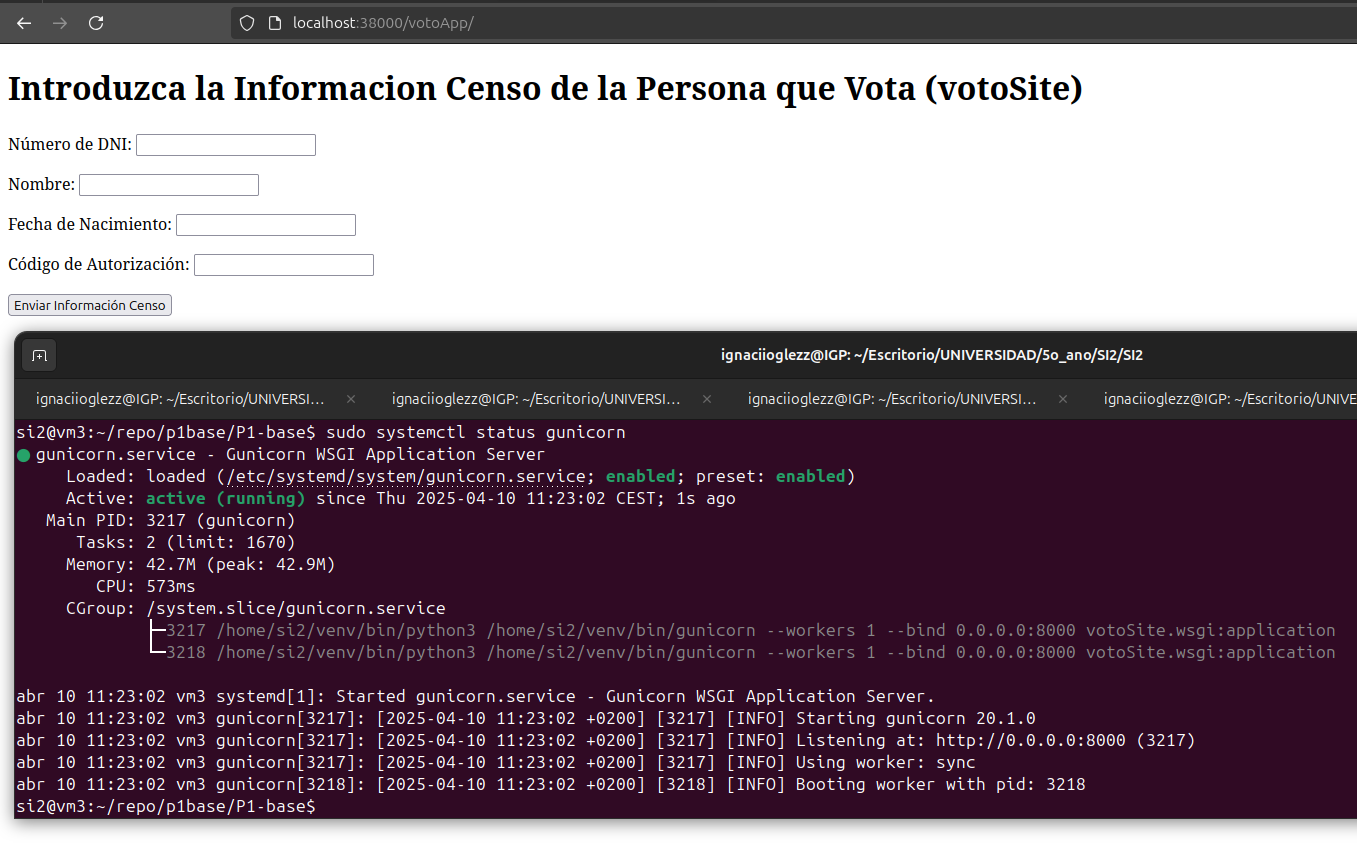 localhost:38000/votoApp/
Introduzca la Informacion Censo de la Persona que Vota (votoSite)
Número de DNI:
Nombre:
Fecha de Nacimiento:
Código de Autorización:
Enviar Información Censo
ignaciioglezz@IGP: ~/Escritorio/UNIVERSIDAD/5o_ano/SI2/SI2
ignaciioglezz@IGP: ~/Escritorio/UNIVERSI... × ignaciioglezz@IGP: ~/Escritorio/UNIVERSI... × ignaciioglezz@IGP: ~/Escritorio/UNIVERSI... × ignaciioglezz@IGP: ~/Escritorio/UNIVE
si2@vm3:~/repo/p1base/P1-base$ sudo systemctl status gunicorn
● gunicorn.service - Gunicorn WSGI Application Server
Loaded: loaded (/etc/systemd/system/gunicorn.service; enabled; preset: enabled)
Active: active (running) since Thu 2025-04-10 11:23:02 CEST; 1s ago
Main PID: 3217 (gunicorn)
Tasks: 2 (limit: 1670)
Memory: 42.7M (peak: 42.9M)
CPU: 573ms
CGroup: /system.slice/gunicorn.service
├─3217 /home/si2/venv/bin/python3 /home/si2/venv/bin/gunicorn --workers 1 --bind 0.0.0.0:8000 votoSite.wsgi:application
└─3218 /home/si2/venv/bin/python3 /home/si2/venv/bin/gunicorn --workers 1 --bind 0.0.0.0:8000 votoSite.wsgi:application
abr 10 11:23:02 vm3 systemd[1]: Started gunicorn.service - Gunicorn WSGI Application Server.
abr 10 11:23:02 vm3 gunicorn[3217]: [2025-04-10 11:23:02 +0200] [3217] [INFO] Starting gunicorn 20.1.0
abr 10 11:23:02 vm3 gunicorn[3217]: [2025-04-10 11:23:02 +0200] [3217] [INFO] Listening at: http://0.0.0.0:8000 (3217)
abr 10 11:23:02 vm3 gunicorn[3217]: [2025-04-10 11:23:02 +0200] [3217] [INFO] Using worker: sync
abr 10 11:23:02 vm3 gunicorn[3218]: [2025-04-10 11:23:02 +0200] [3218] [INFO] Booting worker with pid: 3218
si2@vm3:~/repo/p1base/P1-base$